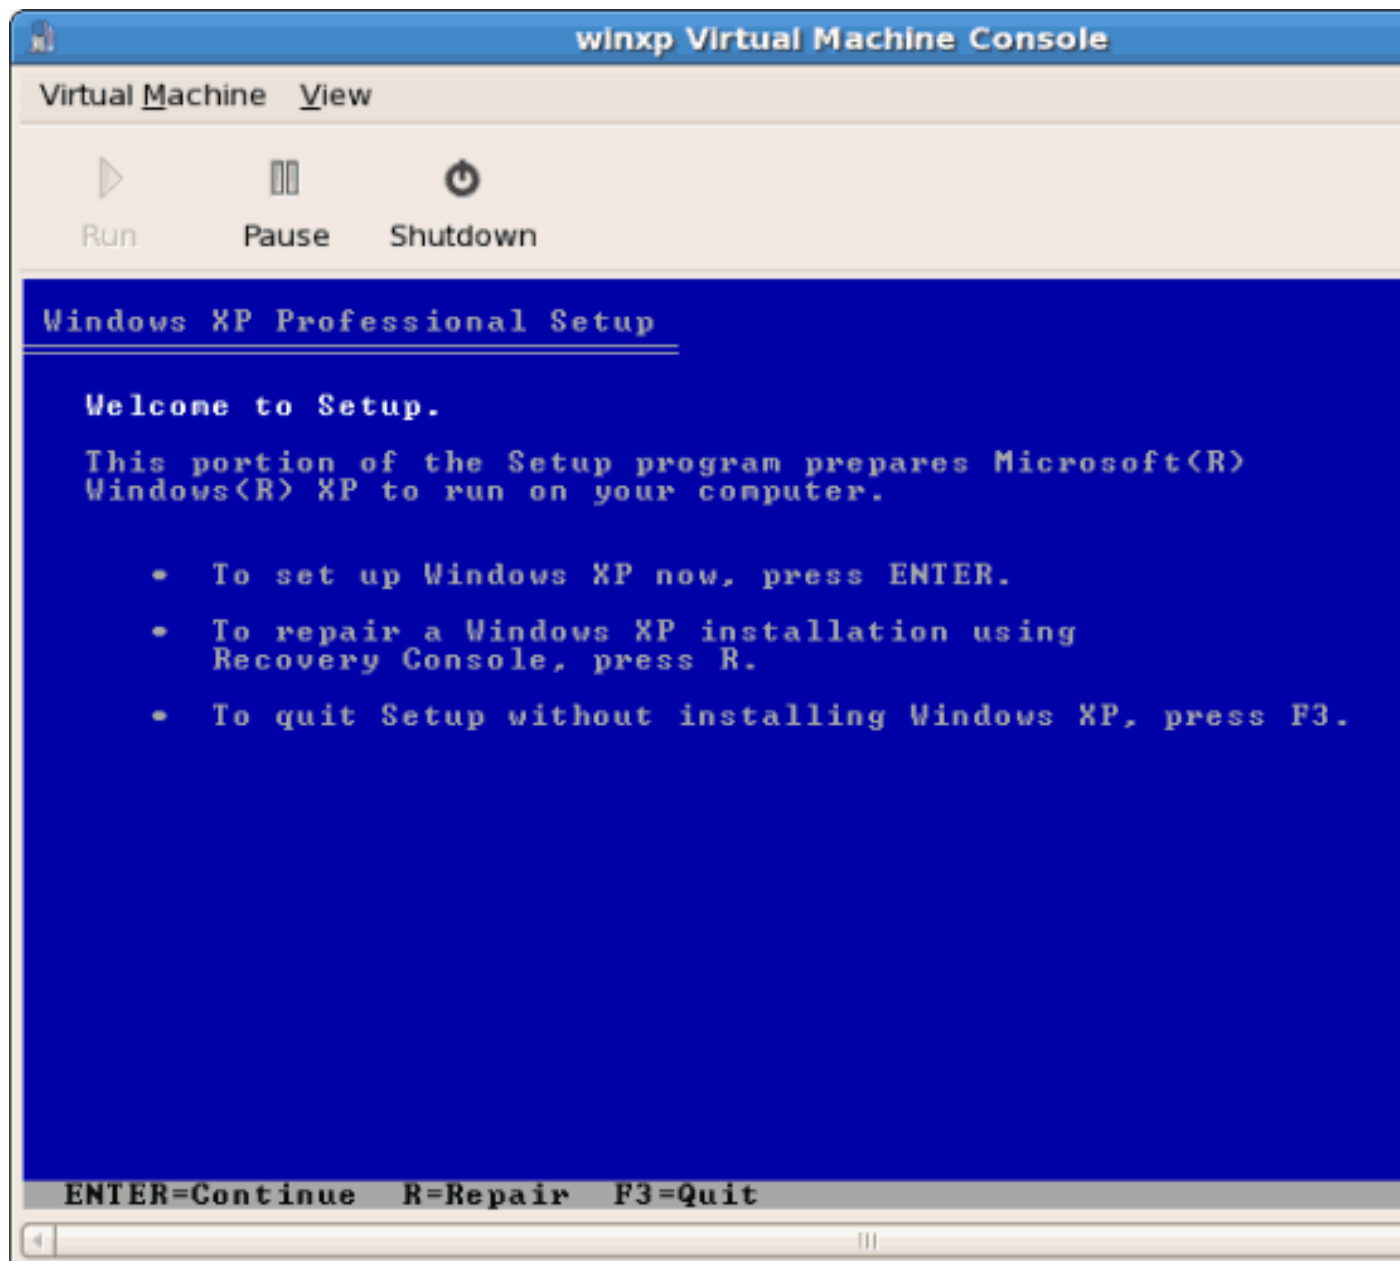 winxp Virtual Machine Console
Virtual Machine View
Run Pause Shutdown
Windows XP Professional Setup
Welcome to Setup.
This portion of the Setup program prepares Microsoft(R)
Windows(R) XP to run on your computer.
• To set up Windows XP now, press ENTER.
• To repair a Windows XP installation using
Recovery Console, press R.
• To quit Setup without installing Windows XP, press F3.
ENTER=Continue R=Repair F3=Quit